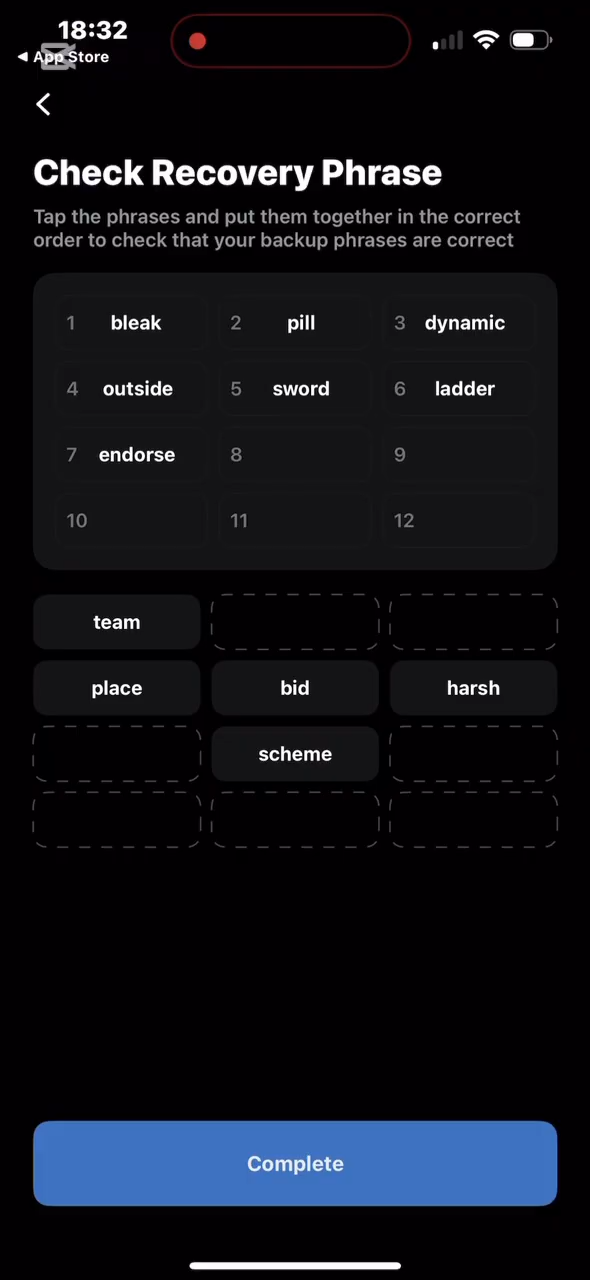 18:32
◀ App Store
Check Recovery Phrase
Tap the phrases and put them together in the correct
order to check that your backup phrases are correct
1 bleak 2 pill 3 dynamic
4 outside 5 sword 6 ladder
7 endorse 8 9
10 11 12
team
place bid harsh
scheme
Complete